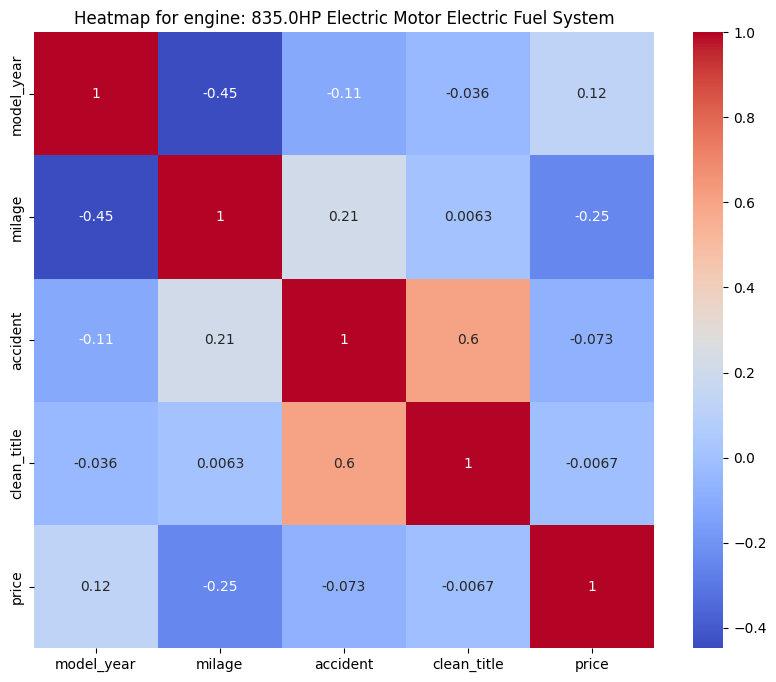 Heatmap for engine: 835.0HP Electric Motor Electric Fuel System
model_year 1 -0.45 -0.11 -0.036 0.12
milage -0.45 1 0.21 0.0063 -0.25
accident -0.11 0.21 1 0.6 -0.073
clean_title -0.036 0.0063 0.6 1 -0.0067
price 0.12 -0.25 -0.073 -0.0067 1
model_year milage accident clean_title price
1.0
0.8
0.6
0.4
0.2
0.0
−0.2
−0.4